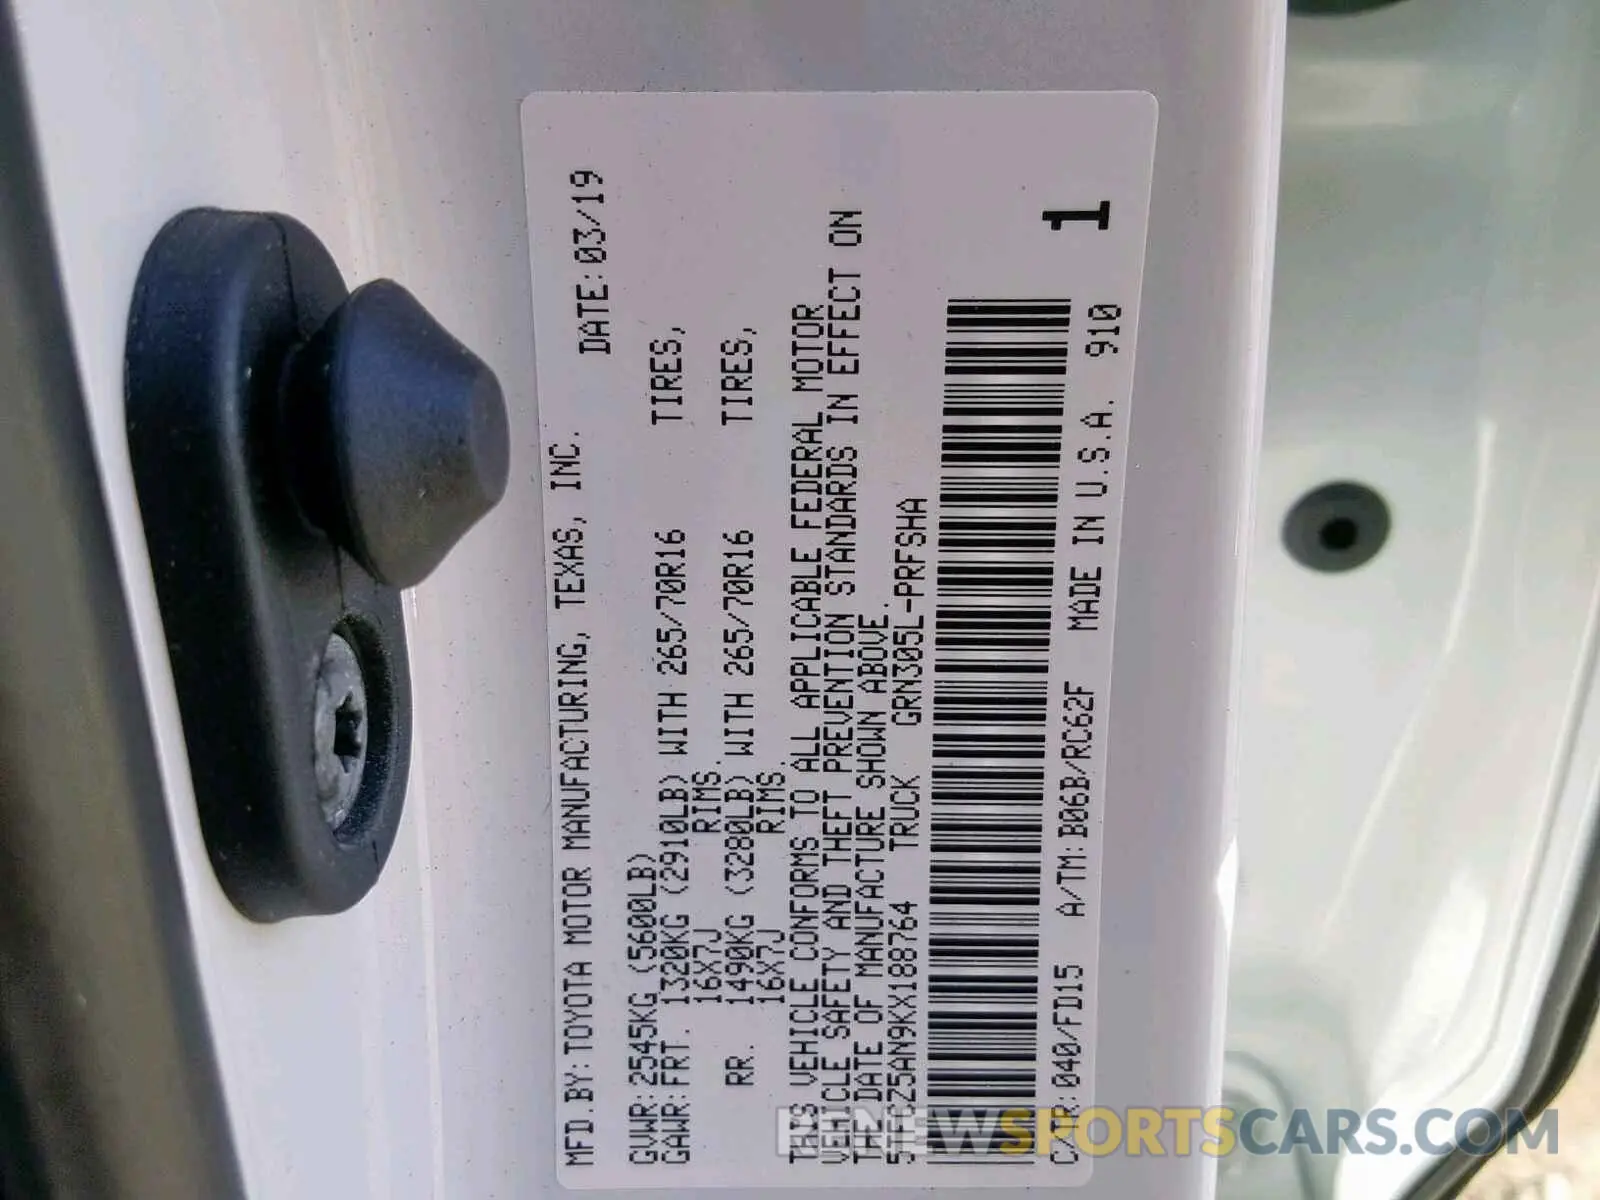 MFD.BY: TOYOTA MOTOR MANUFACTURING, TEXAS, INC. DATE: 03/19
GVWR: 2545KG (5600LB)
GAWR: FRT. 1320KG (2910LB) WITH 265/70R16 TIRES,
16X7J RIMS.
RR. 1490KG (3280LB) WITH 265/70R16 TIRES,
16X7J RIMS.
THIS VEHICLE CONFORMS TO ALL APPLICABLE FEDERAL MOTOR
VEHICLE SAFETY AND THEFT PREVENTION STANDARDS IN EFFECT ON
THE DATE OF MANUFACTURE SHOWN ABOVE.
5TFCZ5AN9KX188764 TRUCK GRN305L-PRFSHA
1
C/TR: 040/FD15 A/TM: B06B/RC62F MADE IN U.S.A. 910
RENEWSPORTSCARS.COM